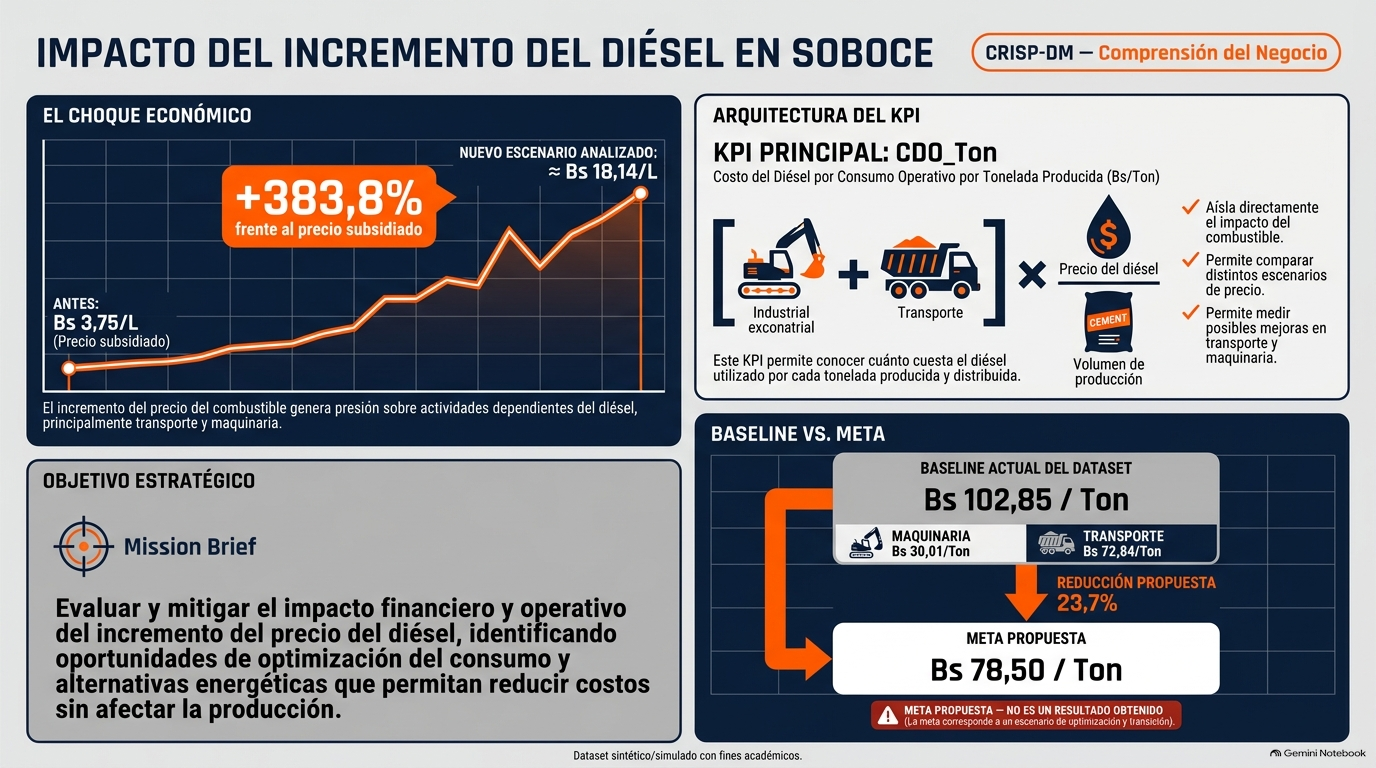 IMPACTO DEL INCREMENTO DEL DIÉSEL EN SOBOCE
CRISP-DM — Comprensión del Negocio
EL CHOQUE ECONÓMICO
NUEVO ESCENARIO ANALIZADO:
≈ Bs 18,14/L
+383,8%
frente al precio subsidiado
ANTES:
Bs 3,75/L
(Precio subsidiado)
El incremento del precio del combustible genera presión sobre actividades dependientes del diésel,
principalmente transporte y maquinaria.
OBJETIVO ESTRATÉGICO
Mission Brief
Evaluar y mitigar el impacto financiero y operativo
del incremento del precio del diésel, identificando
oportunidades de optimización del consumo y
alternativas energéticas que permitan reducir costos
sin afectar la producción.
ARQUITECTURA DEL KPI
KPI PRINCIPAL: CDO_Ton
Costo del Diésel por Consumo Operativo por Tonelada Producida (Bs/Ton)
[
Industrial
exconatrial
+
Transporte
]
×
$
Precio del diésel
CEMENT
Volumen de
producción
Aísla directamente
el impacto del
combustible.
Permite comparar
distintos escenarios
de precio.
Permite medir
posibles mejoras en
transporte y
maquinaria.
Este KPI permite conocer cuánto cuesta el diésel
utilizado por cada tonelada producida y distribuida.
BASELINE VS. META
BASELINE ACTUAL DEL DATASET
Bs 102,85 / Ton
MAQUINARIA
Bs 30,01/Ton
TRANSPORTE
Bs 72,84/Ton
REDUCCIÓN PROPUESTA
23,7%
META PROPUESTA
Bs 78,50 / Ton
META PROPUESTA — NO ES UN RESULTADO OBTENIDO
(La meta corresponde a un escenario de optimización y transición).
Dataset sintético/simulado con fines académicos.
Gemini Notebook